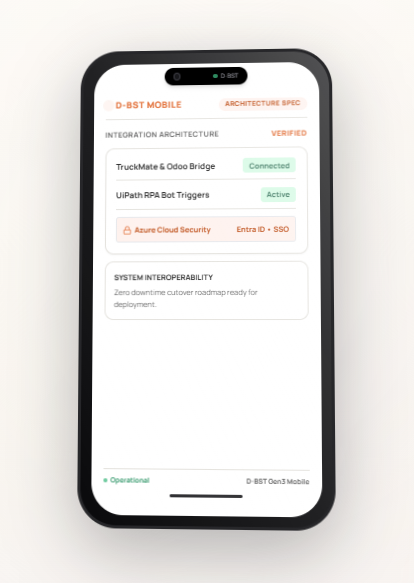 D-BST
D-BST MOBILE
ARCHITECTURE SPEC
INTEGRATION ARCHITECTURE
VERIFIED
TruckMate & Odoo Bridge
Connected
UiPath RPA Bot Triggers
Active
Azure Cloud Security
Entra ID • SSO
SYSTEM INTEROPERABILITY
Zero downtime cutover roadmap ready for
deployment.
Operational
D-BST Gen3 Mobile